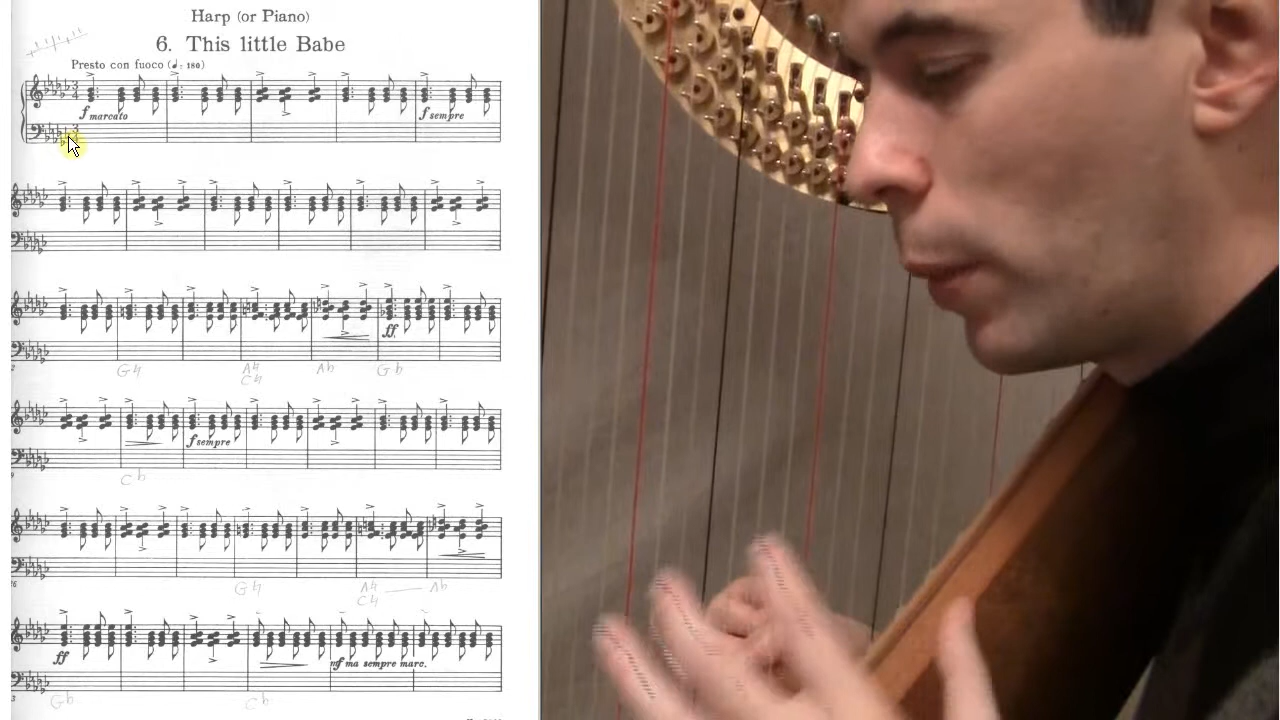 Harp (or Piano)
6. This little Babe
Presto con fuoco (♩= 180)
f marcato
f sempre
ff
G♮
A♮
C♮
A♭
G♭
f sempre
C♭
G♮
A♮
C♮
A♭
ff
mf ma sempre marc.
G♭
C♭